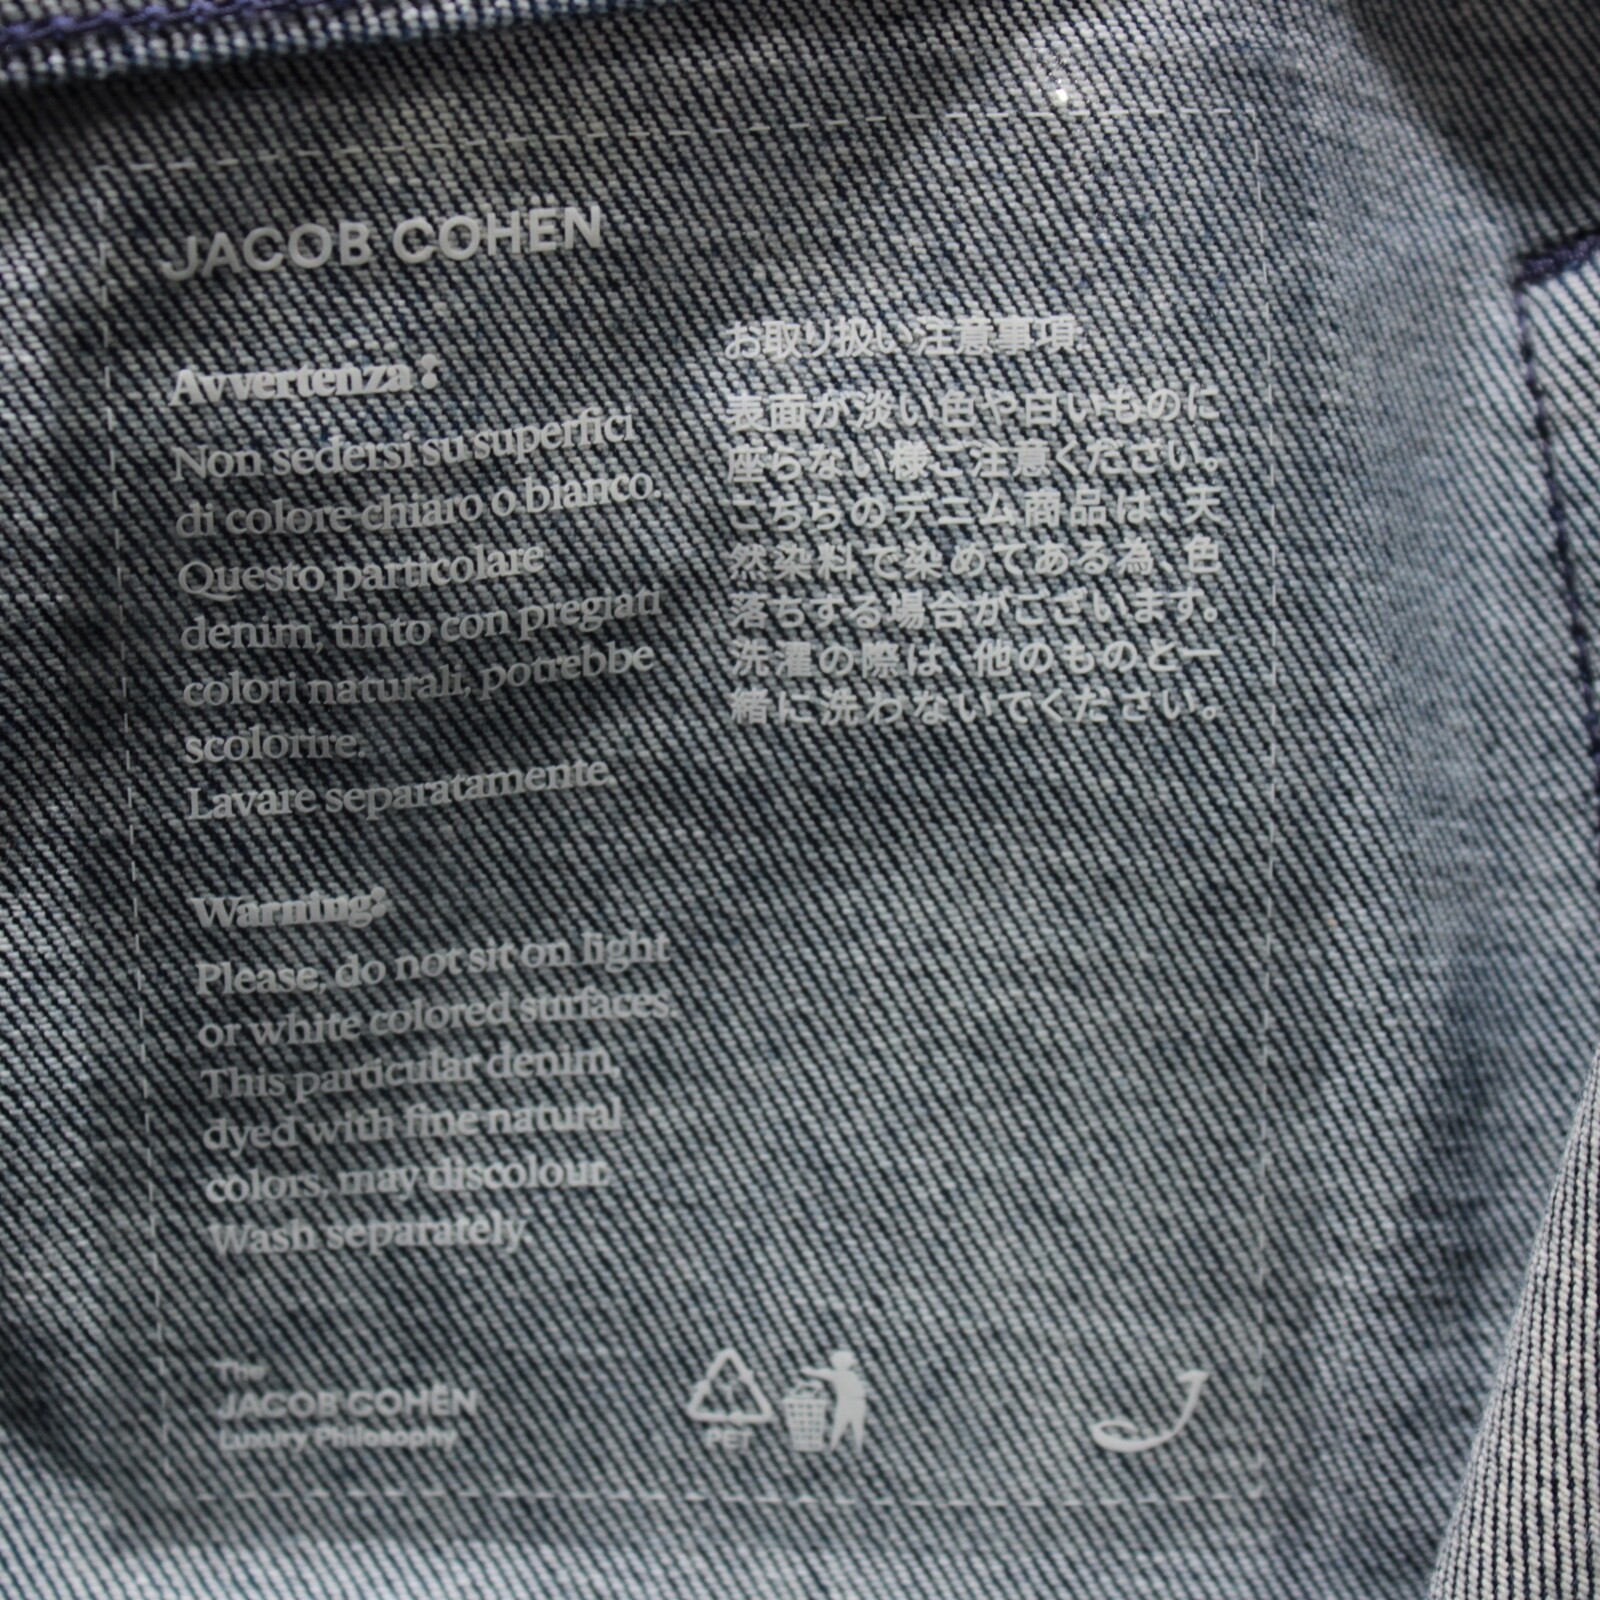 JACOB COHËN
Avvertenza:
Non sedersi su superfici
di colore chiaro o bianco.
Questo particolare
denim, tinto con pregiati
colori naturali, potrebbe
scolorire.
Lavare separatamente.
Warning:
Please, do not sit on light
or white colored surfaces.
This particular denim,
dyed with fine natural
colors, may discolour.
Wash separately.
お取り扱い注意事項
表面が淡い色や白いものに
座らない様ご注意ください。
こちらのデニム商品は、天
然染料で染めてある為、色
落ちする場合がございます。
洗濯の際は、他のものと一
緒に洗わないでください。
The
JACOB COHËN
Luxury Philosophy
PET
J